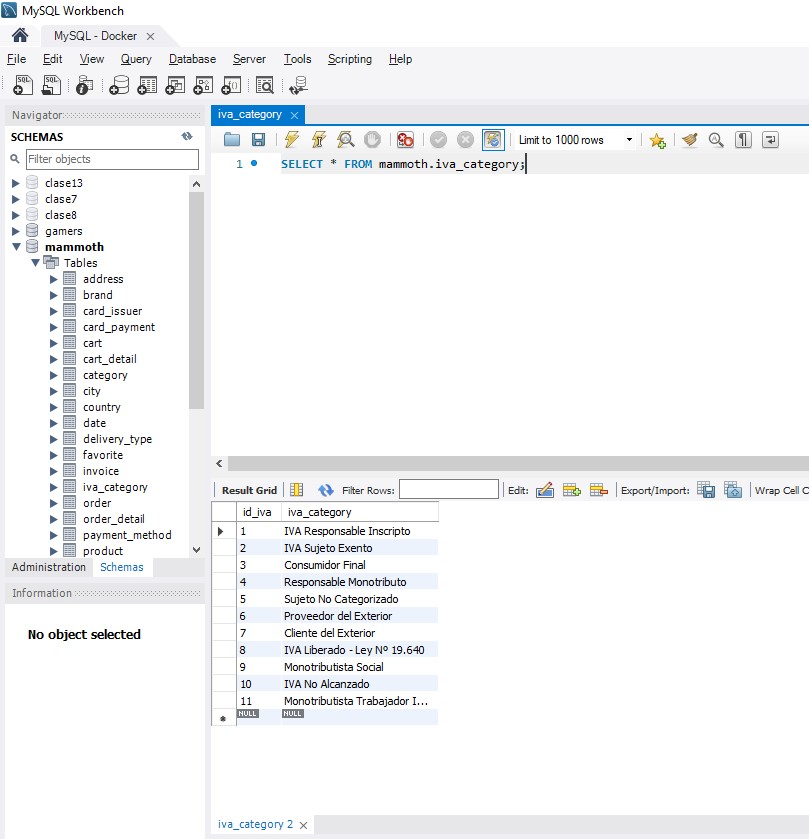 MySQL Workbench
MySQL - Docker
File Edit View Query Database Server Tools Scripting Help
Navigator
SCHEMAS
Filter objects
clase13
clase7
clase8
gamers
mammoth
Tables
address
brand
card_issuer
card_payment
cart
cart_detail
category
city
country
date
delivery_type
favorite
invoice
iva_category
order
order_detail
payment_method
product
Administration Schemas
Information
No object selected
iva_category
Limit to 1000 rows
1 SELECT * FROM mammoth.iva_category;
Result Grid Filter Rows: Edit: Export/Import: Wrap Cell C
id_iva iva_category
1 IVA Responsable Inscripto
2 IVA Sujeto Exento
3 Consumidor Final
4 Responsable Monotributo
5 Sujeto No Categorizado
6 Proveedor del Exterior
7 Cliente del Exterior
8 IVA Liberado - Ley Nº 19.640
9 Monotributista Social
10 IVA No Alcanzado
11 Monotributista Trabajador I...
NULL NULL
iva_category 2